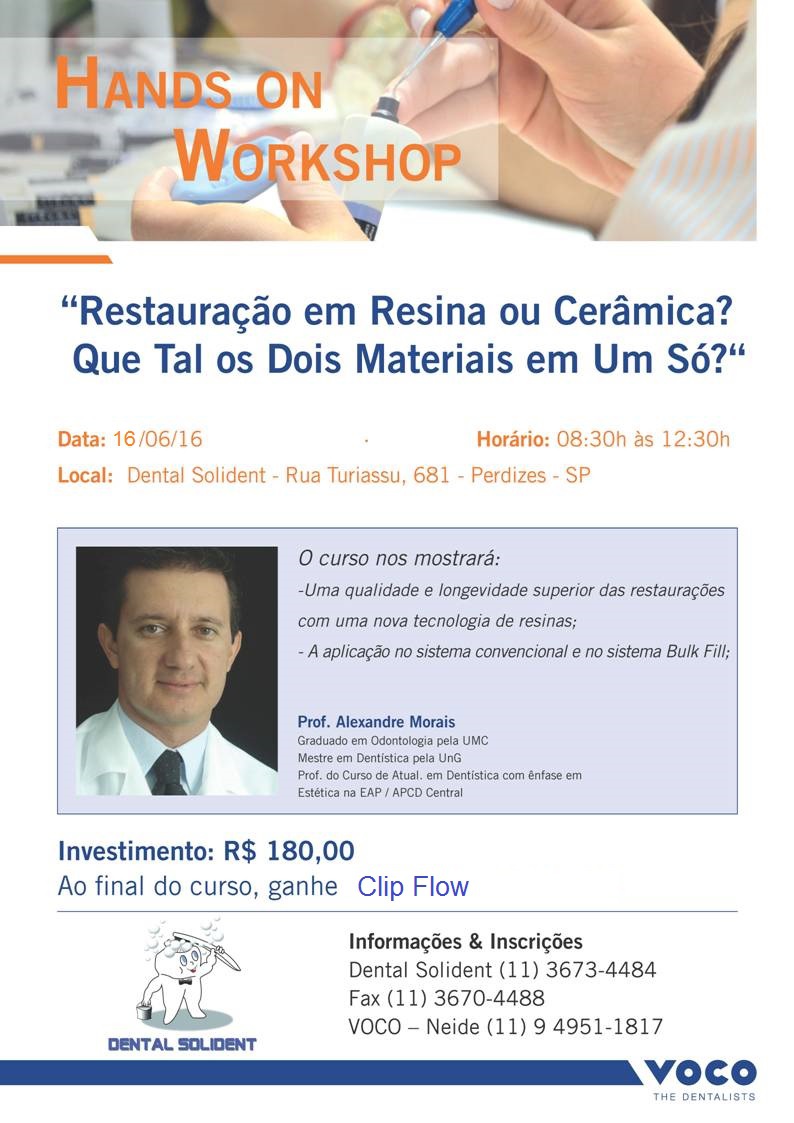 HANDS ON
WORKSHOP
“Restauração em Resina ou Cerâmica?
Que Tal os Dois Materiais em Um Só?“
Data: 16/06/16 . Horário: 08:30h às 12:30h
Local: Dental Solident - Rua Turiassu, 681 - Perdizes - SP
O curso nos mostrará:
-Uma qualidade e longevidade superior das restaurações
com uma nova tecnologia de resinas;
- A aplicação no sistema convencional e no sistema Bulk Fill;
Prof. Alexandre Morais
Graduado em Odontologia pela UMC
Mestre em Dentística pela UnG
Prof. do Curso de Atual. em Dentística com ênfase em
Estética na EAP / APCD Central
Investimento: R$ 180,00
Ao final do curso, ganhe Clip Flow
Informações & Inscrições
Dental Solident (11) 3673-4484
Fax (11) 3670-4488
VOCO – Neide (11) 9 4951-1817
DENTAL SOLIDENT
VOCO
THE DENTALISTS